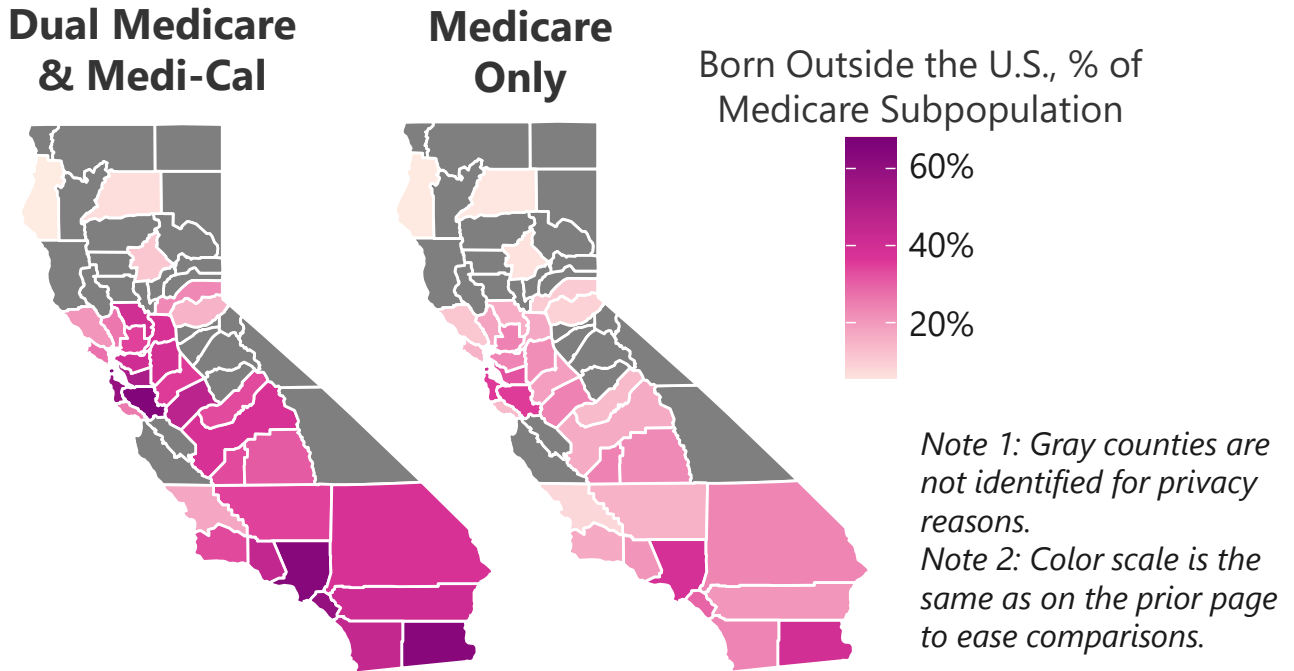 Dual Medicare
& Medi-Cal
Medicare
Only
Born Outside the U.S., % of
Medicare Subpopulation
60%
40%
20%
Note 1: Gray counties are
not identified for privacy
reasons.
Note 2: Color scale is the
same as on the prior page
to ease comparisons.